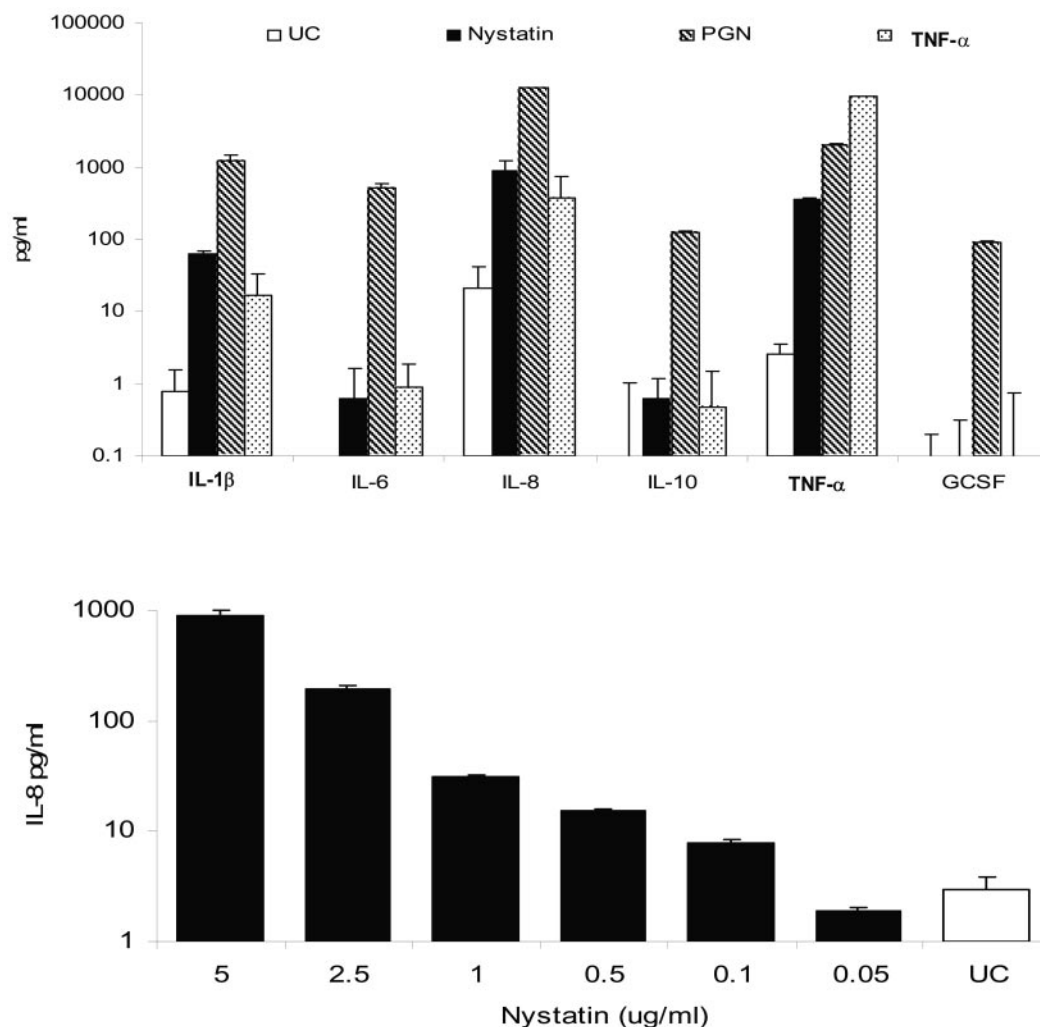 100000
UC Nystatin PGN TNF-α
10000
1000
pg/ml
100
10
1
0.1
IL-1β IL-6 IL-8 IL-10 TNF-α GCSF
1000
100
IL-8 pg/ml
10
1
5 2.5 1 0.5 0.1 0.05 UC
Nystatin (ug/ml)